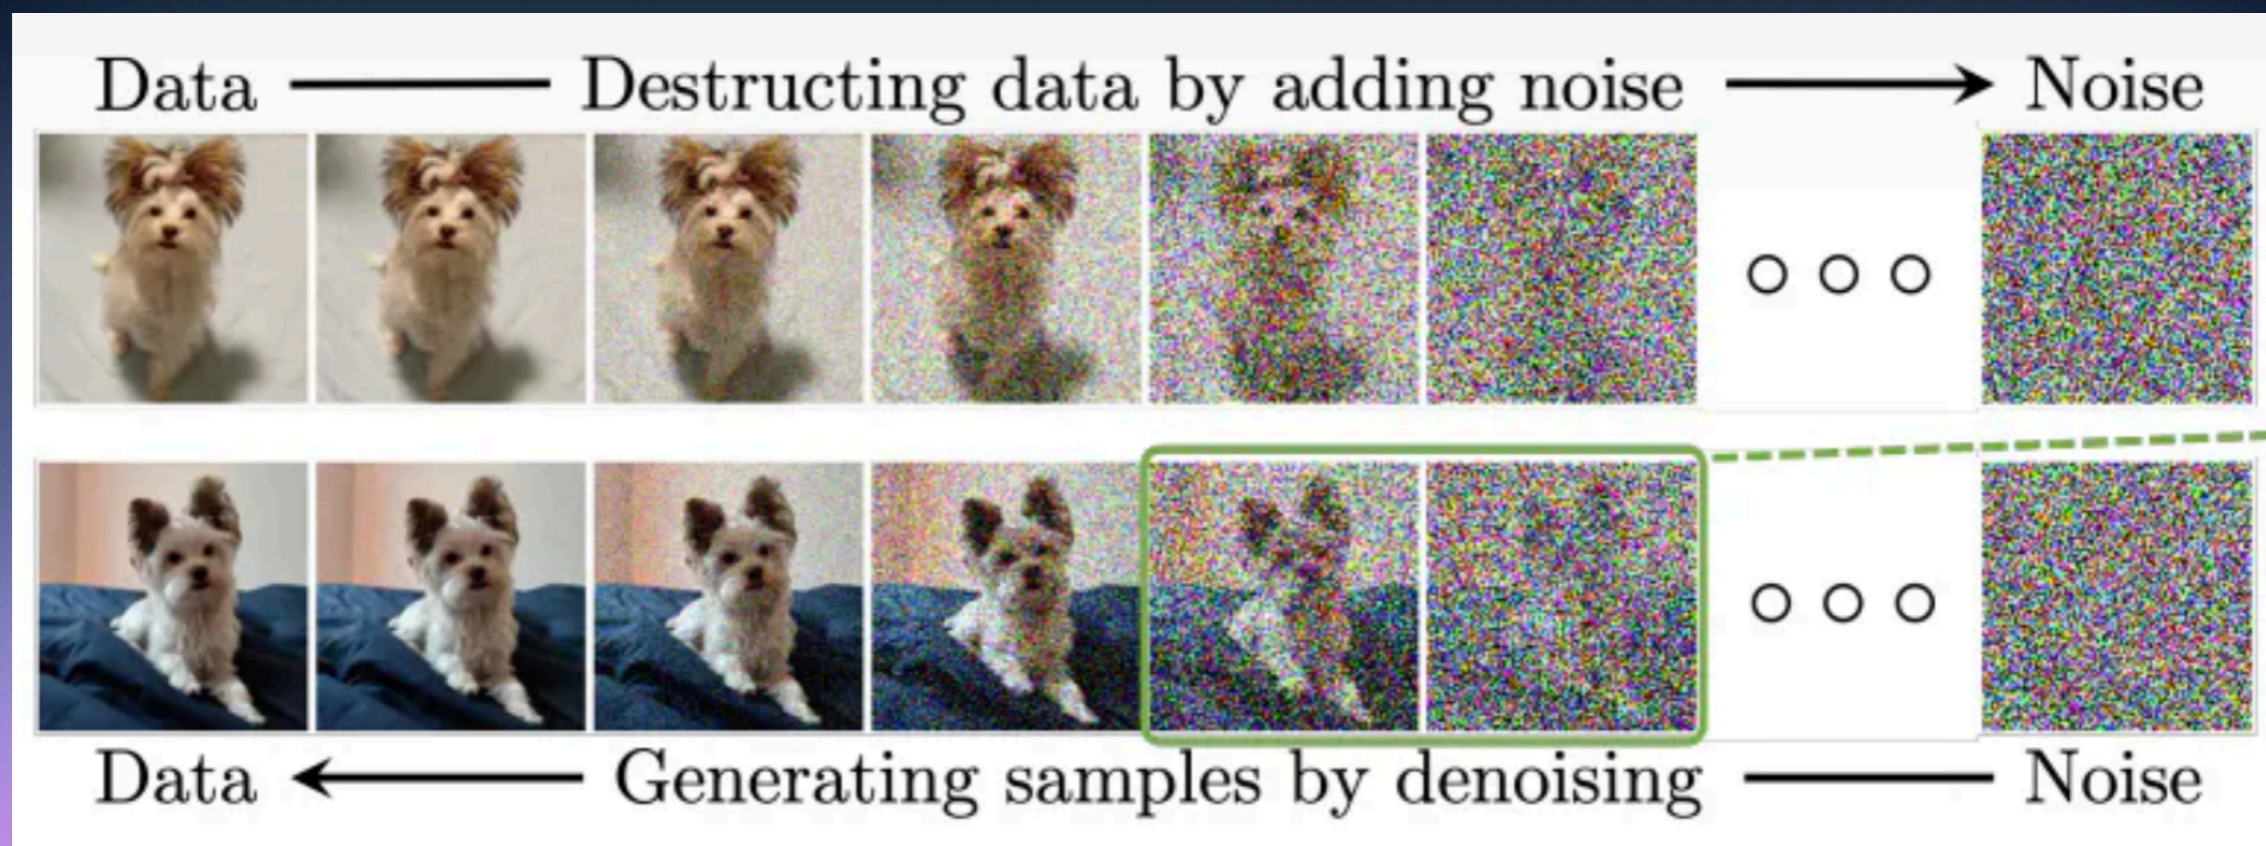 Data Destructing data by adding noise Noise
Data Generating samples by denoising Noise